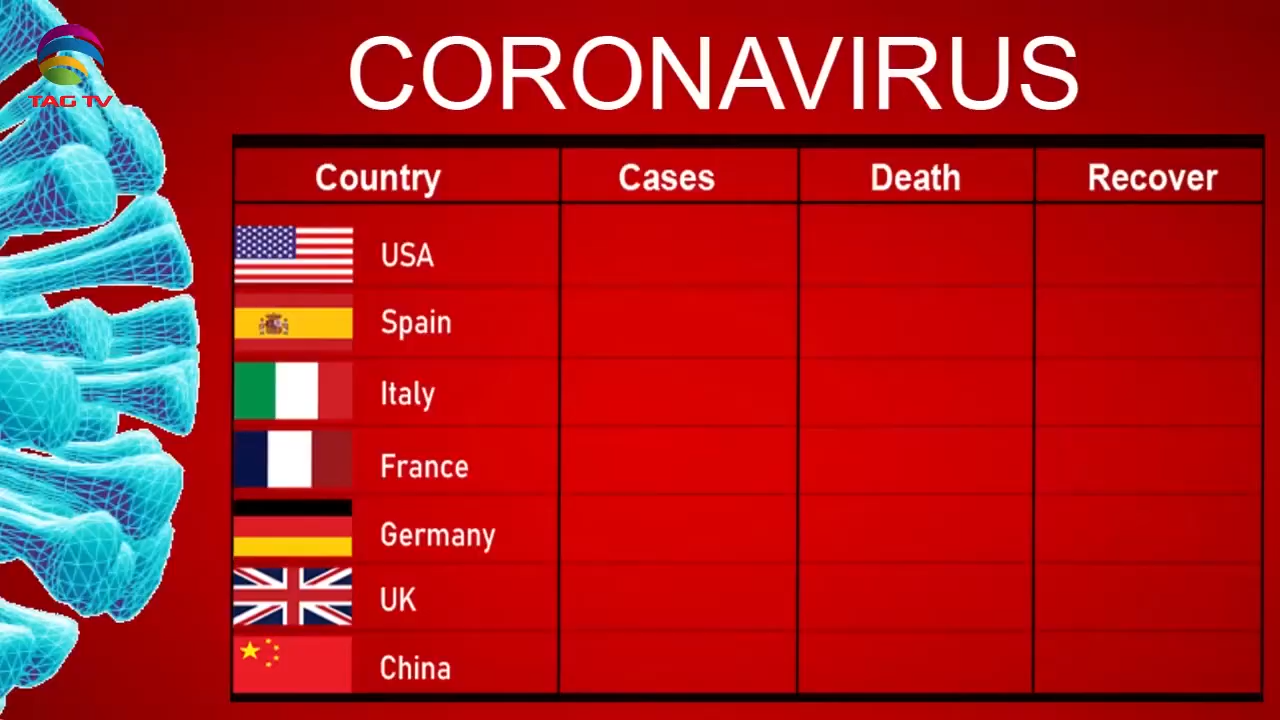 TAG TV
CORONAVIRUS
Country Cases Death Recover
USA
Spain
Italy
France
Germany
UK
China